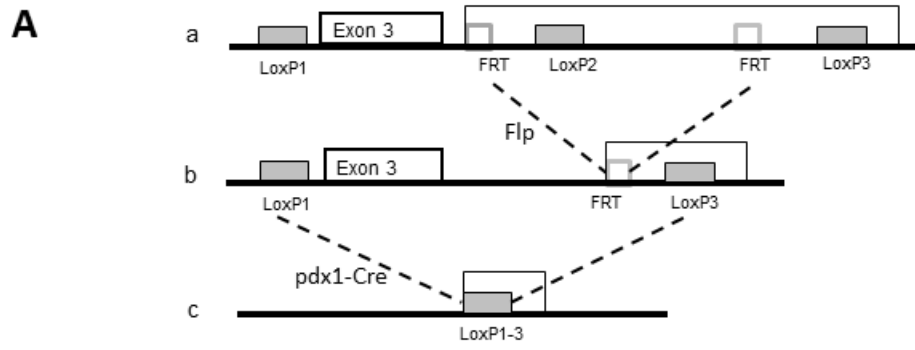 A
a
Exon 3
LoxP1
FRT
LoxP2
FRT
LoxP3
Flp
b
Exon 3
LoxP1
FRT
LoxP3
pdx1-Cre
c
LoxP1-3